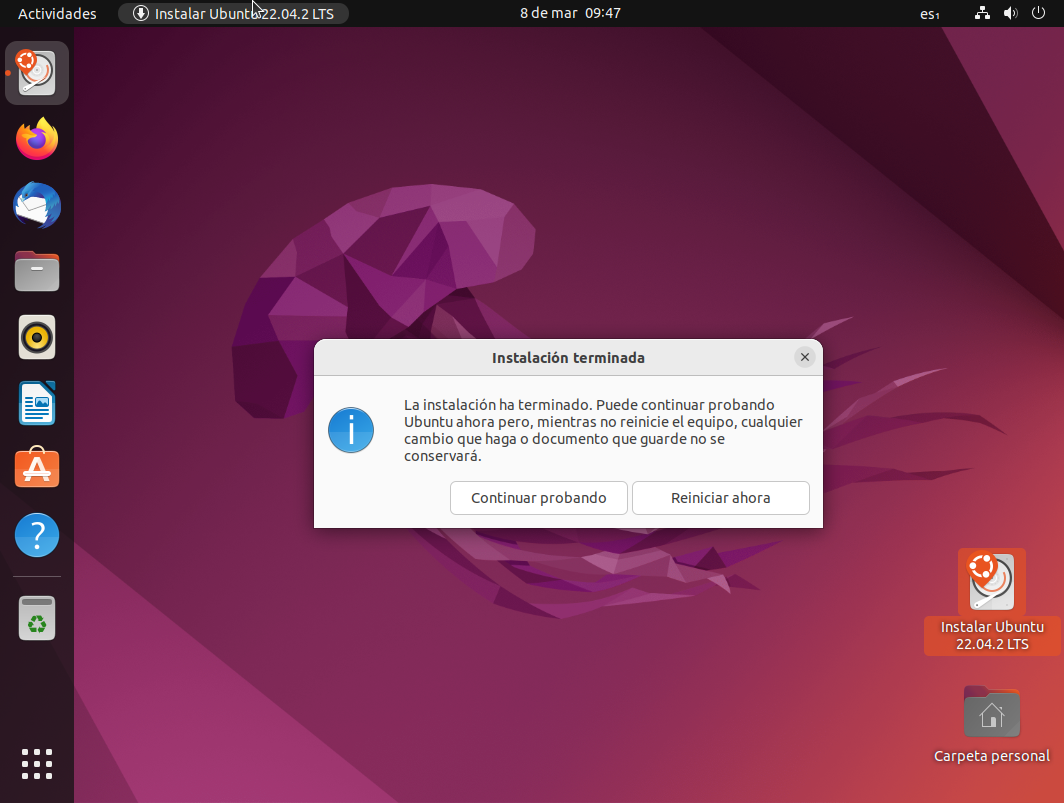 Actividades
Instalar Ubuntu 22.04.2 LTS
8 de mar 09:47
es₁
Instalación terminada
La instalación ha terminado. Puede continuar probando
Ubuntu ahora pero, mientras no reinicie el equipo, cualquier
cambio que haga o documento que guarde no se
conservará.
Continuar probando
Reiniciar ahora
Instalar Ubuntu
22.04.2 LTS
Carpeta personal